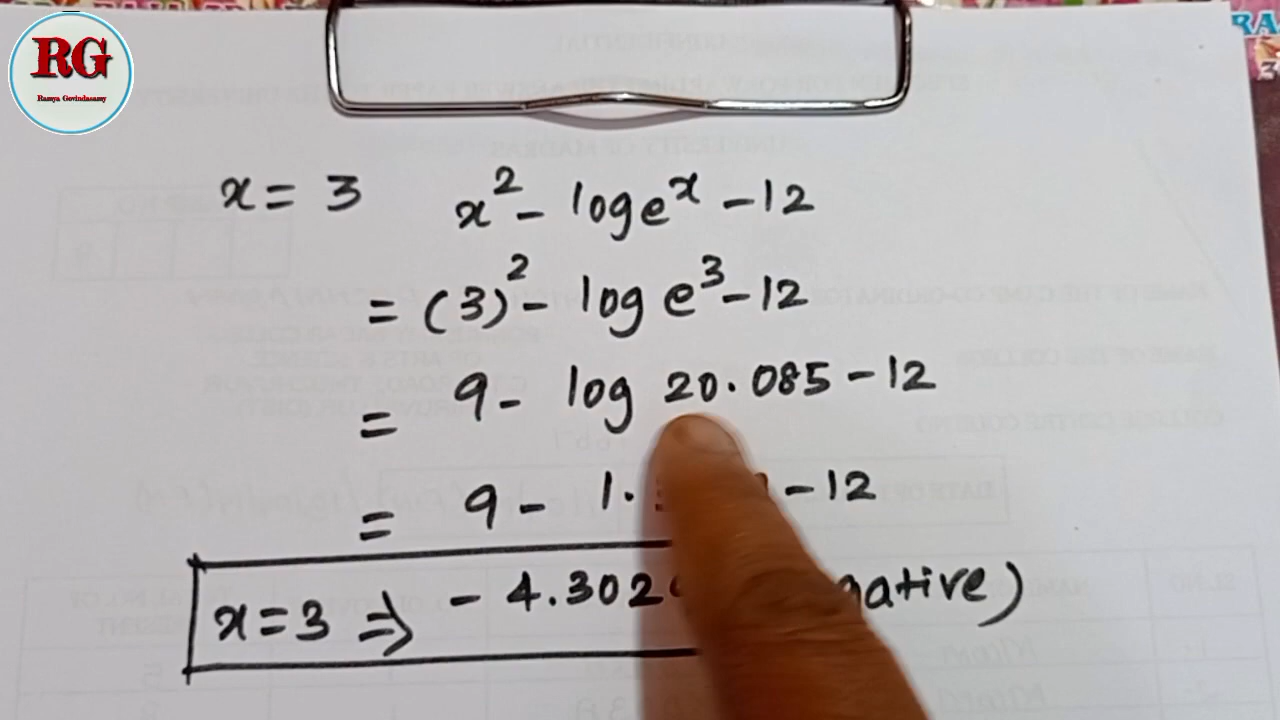 RG
Ramya Govindasamy
x = 3 x² - log eˣ - 12
= (3)² - log e³ - 12
= 9 - log 20.085 - 12
= 9 - 1. - 12
x = 3 ⇒ - 4.302